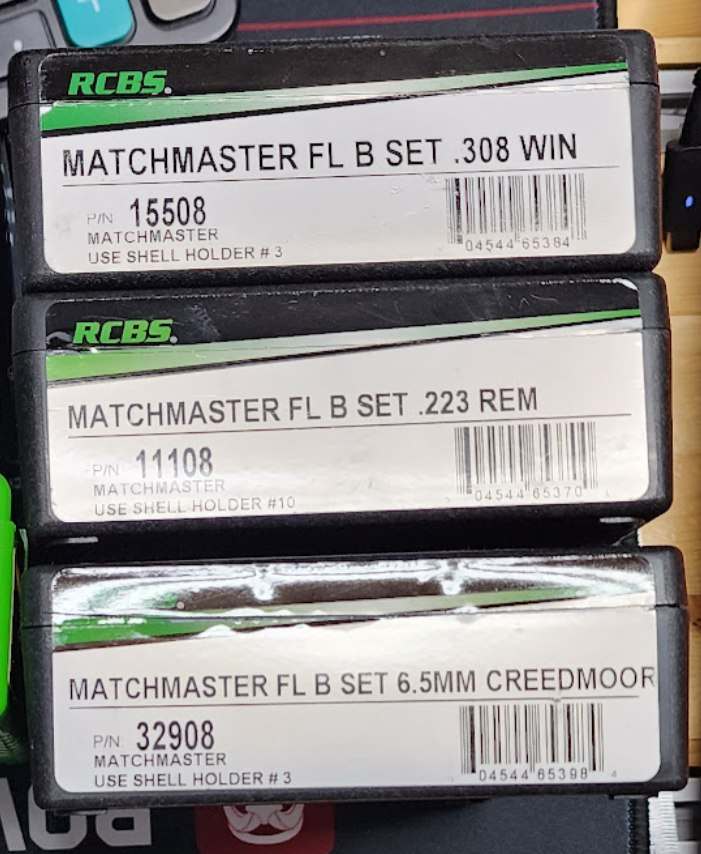 RCBS.
MATCHMASTER FL B SET .308 WIN
P/N 15508
MATCHMASTER
USE SHELL HOLDER # 3
04544 65384
RCBS.
MATCHMASTER FL B SET .223 REM
P/N 11108
MATCHMASTER
USE SHELL HOLDER #10
04544 65370
MATCHMASTER FL B SET 6.5MM CREEDMOOR
P/N 32908
MATCHMASTER
USE SHELL HOLDER # 3
04544 65398 4